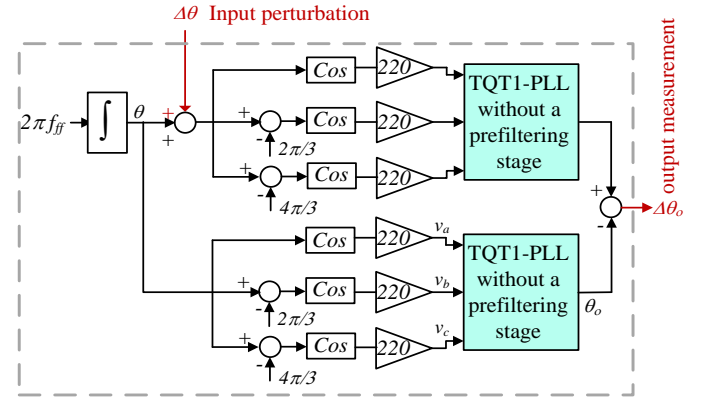 Δθ Input perturbation
2πf_ff
∫
θ
+
+
Cos
220
+
-
2π/3
Cos
220
+
-
4π/3
Cos
220
TQT1-PLL
without a
prefiltering
stage
output measurement
+
-
Δθ_o
Cos
220
v_a
+
-
2π/3
Cos
220
v_b
+
-
4π/3
Cos
220
v_c
TQT1-PLL
without a
prefiltering
stage
θ_o